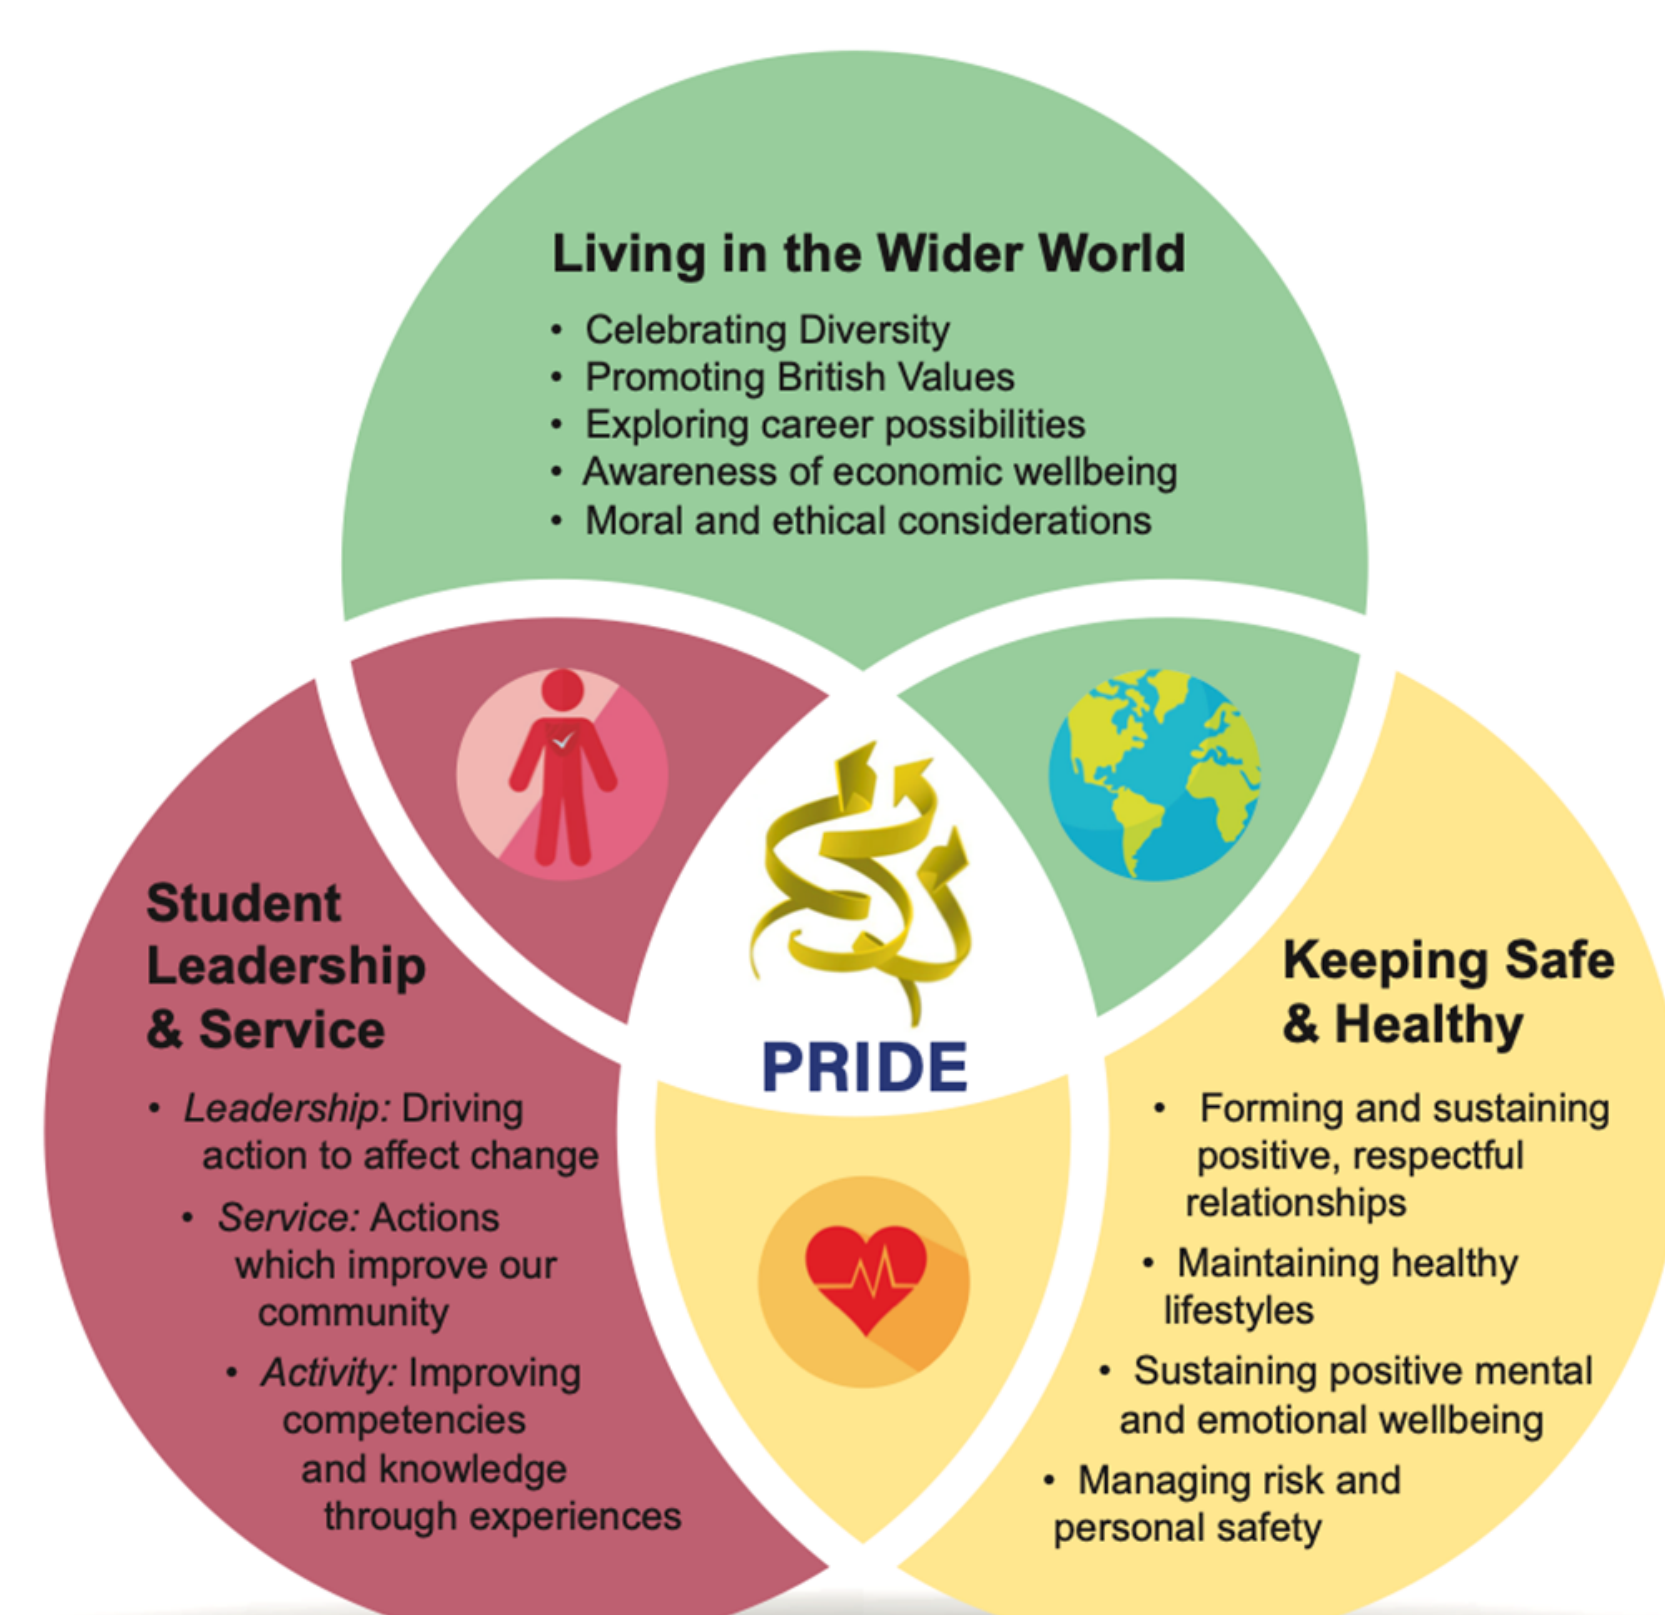 Living in the Wider World
• Celebrating Diversity
• Promoting British Values
• Exploring career possibilities
• Awareness of economic wellbeing
• Moral and ethical considerations
Student
Leadership
& Service
• Leadership: Driving
action to affect change
• Service: Actions
which improve our
community
• Activity: Improving
competencies
and knowledge
through experiences
PRIDE
Keeping Safe
& Healthy
• Forming and sustaining
positive, respectful
relationships
• Maintaining healthy
lifestyles
• Sustaining positive mental
and emotional wellbeing
• Managing risk and
personal safety